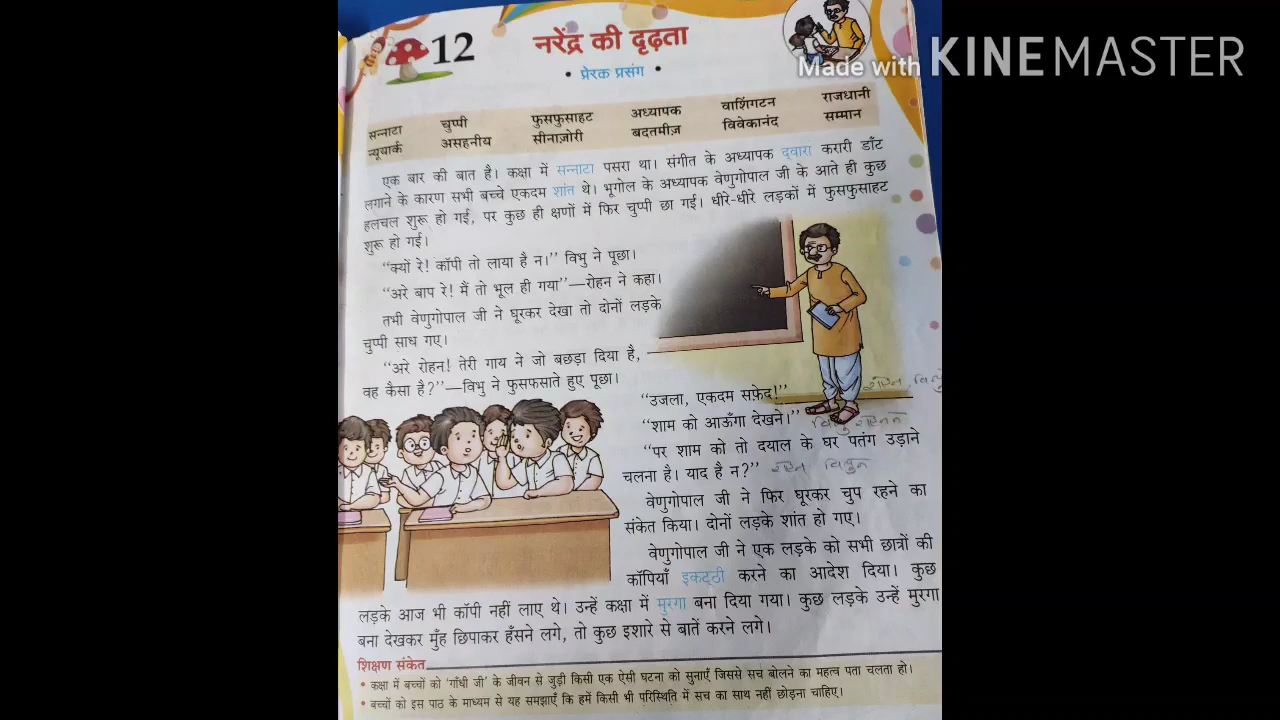 12
नरेंद्र की दृढ़ता
• प्रेरक प्रसंग •
Made with KINEMASTER
सन्नाटा चुप्पी फुसफुसाहट अध्यापक वाशिंगटन राजधानी
न्यूयार्क असहनीय सीनाज़ोरी बदतमीज़ विवेकानंद सम्मान
एक बार की बात है। कक्षा में सन्नाटा पसरा था। संगीत के अध्यापक द्वारा करारी डाँट
लगाने के कारण सभी बच्चे एकदम शांत थे। भूगोल के अध्यापक वेणुगोपाल जी के आते ही कुछ
हलचल शुरू हो गई, पर कुछ ही क्षणों में फिर चुप्पी छा गई। धीरे-धीरे लड़कों में फुसफुसाहट
शुरू हो गई।
“क्यों रे! कॉपी तो लाया है न।” विभु ने पूछा।
“अरे बाप रे! मैं तो भूल ही गया”—रोहन ने कहा।
तभी वेणुगोपाल जी ने घूरकर देखा तो दोनों लड़के
चुप्पी साध गए।
“अरे रोहन! तेरी गाय ने जो बछड़ा दिया है,
वह कैसा है?”—विभु ने फुसफसाते हुए पूछा।
“उजला, एकदम सफ़ेद!”
“शाम को आऊँगा देखने।”
“पर शाम को तो दयाल के घर पतंग उड़ाने
चलना है। याद है न?”
वेणुगोपाल जी ने फिर घूरकर चुप रहने का
संकेत किया। दोनों लड़के शांत हो गए।
वेणुगोपाल जी ने एक लड़के को सभी छात्रों की
कॉपियाँ इकट्ठी करने का आदेश दिया। कुछ
लड़के आज भी कॉपी नहीं लाए थे। उन्हें कक्षा में मुरगा बना दिया गया। कुछ लड़के उन्हें मुरगा
बना देखकर मुँह छिपाकर हँसने लगे, तो कुछ इशारे से बातें करने लगे।
शिक्षण संकेत
• कक्षा में बच्चों को ‘गाँधी जी’ के जीवन से जुड़ी किसी एक ऐसी घटना को सुनाएँ जिससे सच बोलने का महत्व पता चलता हो।
• बच्चों को इस पाठ के माध्यम से यह समझाएँ कि हमें किसी भी परिस्थिति में सच का साथ नहीं छोड़ना चाहिए।